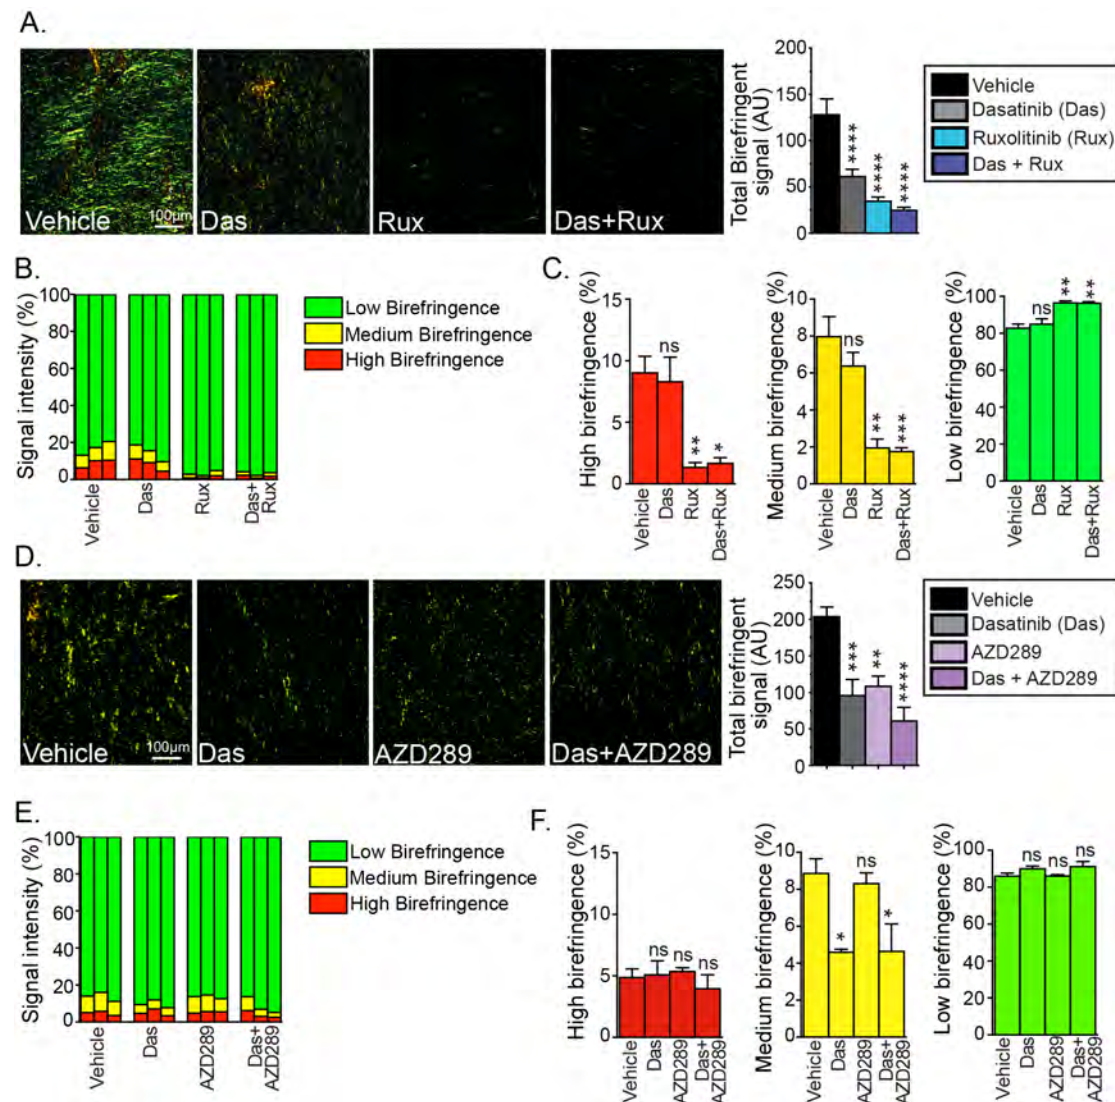 A.
Vehicle
100µm
Das
Rux
Das+Rux
Total Birefringent
signal (AU)
200
150
100
50
0
****
****
****
Vehicle
Dasatinib (Das)
Ruxolitinib (Rux)
Das + Rux
B.
Signal intensity (%)
100
80
60
40
20
0
Vehicle
Das
Rux
Das+
Rux
Low Birefringence
Medium Birefringence
High Birefringence
C.
High birefringence (%)
15
10
5
0
ns
**
*
Vehicle
Das
Rux
Das+Rux
Medium birefringence (%)
10
8
6
4
2
0
ns
**
***
Vehicle
Das
Rux
Das+Rux
Low birefringence (%)
100
80
60
40
20
0
ns
**
**
Vehicle
Das
Rux
Das+Rux
D.
Vehicle
100µm
Das
AZD289
Das+AZD289
Total birefringent
signal (AU)
250
200
150
100
50
0
***
**
****
Vehicle
Dasatinib (Das)
AZD289
Das + AZD289
E.
Signal intensity (%)
100
80
60
40
20
0
Vehicle
Das
AZD289
Das+
AZD289
Low Birefringence
Medium Birefringence
High Birefringence
F.
High birefringence (%)
15
10
5
0
ns
ns
ns
Vehicle
Das
AZD289
Das+
AZD289
Medium birefringence (%)
10
8
6
4
2
0
*
ns
*
Vehicle
Das
AZD289
Das+
AZD289
Low birefringence (%)
100
80
60
40
20
0
ns
ns
ns
Vehicle
Das
AZD289
Das+
AZD289